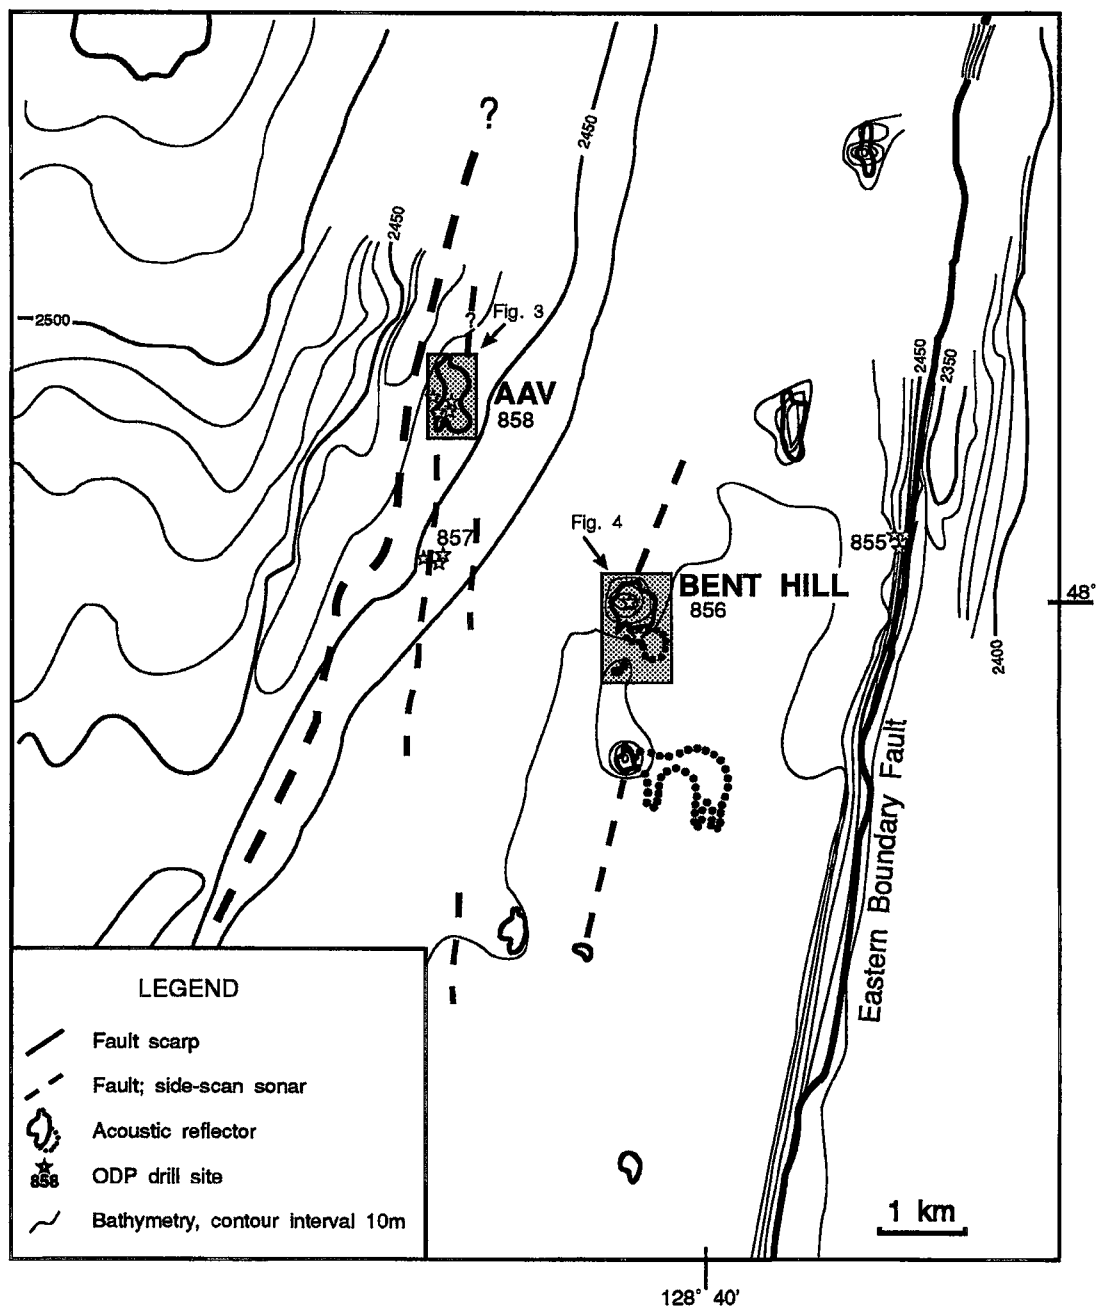 ?
2450
2450
2500
?
Fig. 3
AAV
858
2450
2350
857
Fig. 4
855
BENT HILL
856
48°
2400
Eastern Boundary Fault
LEGEND
Fault scarp
Fault; side-scan sonar
Acoustic reflector
858
ODP drill site
Bathymetry, contour interval 10m
1 km
128° 40'